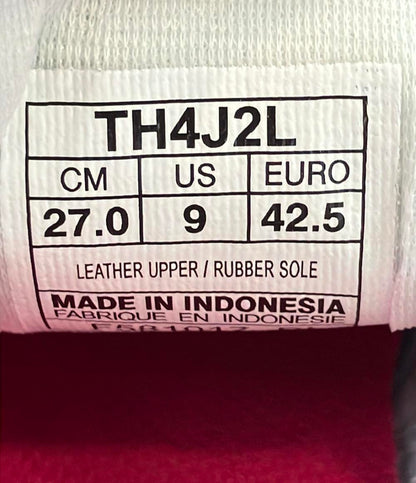 TH4J2L
CM US EURO
27.0 9 42.5
LEATHER UPPER / RUBBER SOLE
MADE IN INDONESIA
FABRIQUE EN INDONESIE